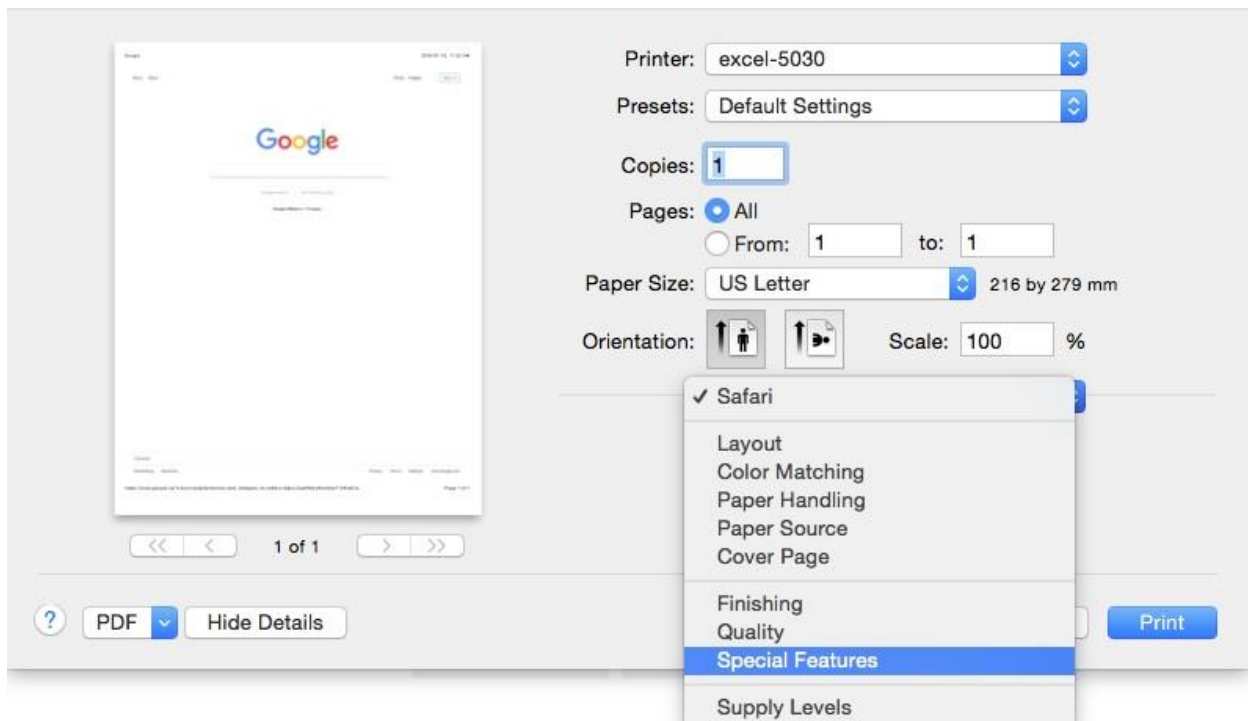 Google
Printer: excel-5030
Presets: Default Settings
Copies: 1
Pages: All
From: 1 to: 1
Paper Size: US Letter 216 by 279 mm
Orientation: Scale: 100 %
✓ Safari
Layout
Color Matching
Paper Handling
Paper Source
Cover Page
Finishing
Quality
Special Features
Supply Levels
<< < 1 of 1 > >>
? PDF Hide Details Print